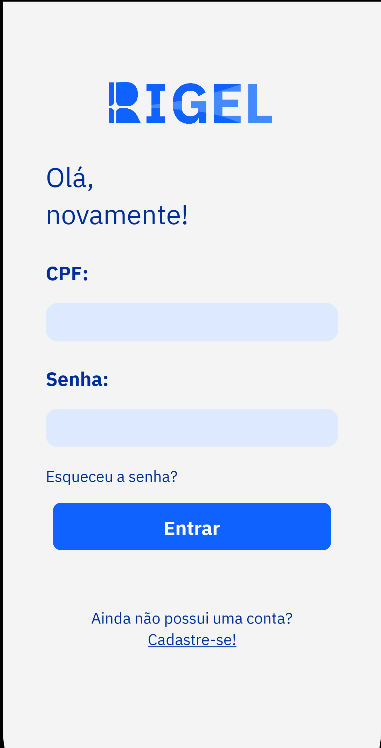 RIGEL
Olá,
novamente!
CPF:
Senha:
Esqueceu a senha?
Entrar
Ainda não possui uma conta?
Cadastre-se!